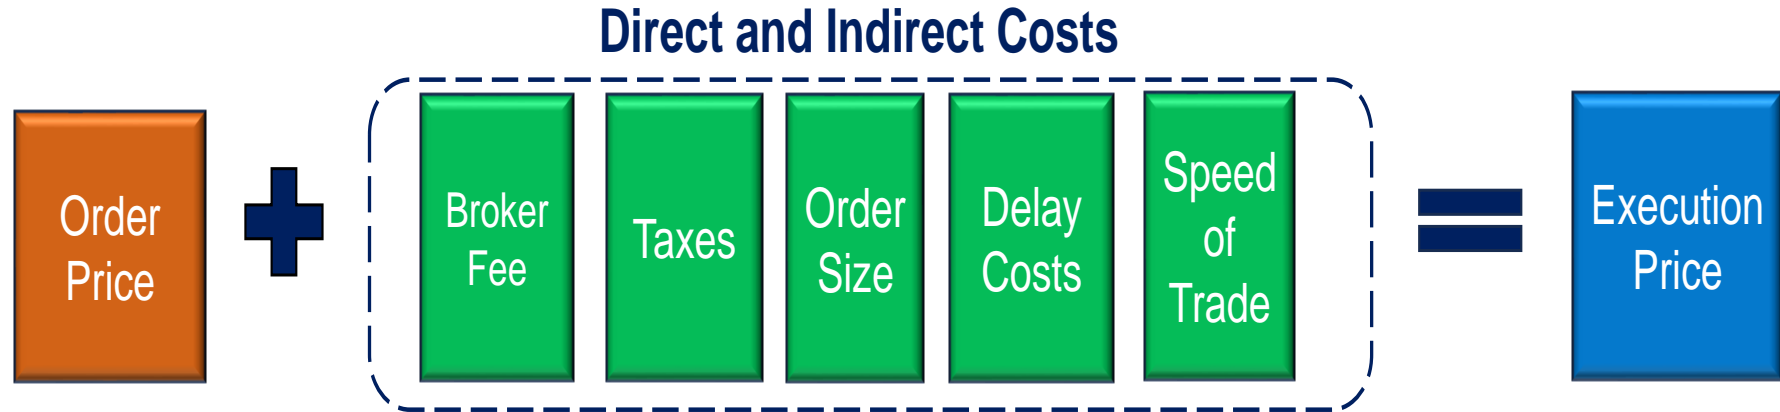 Direct and Indirect Costs
Order
Price
Broker
Fee
Taxes
Order
Size
Delay
Costs
Speed
of
Trade
Execution
Price